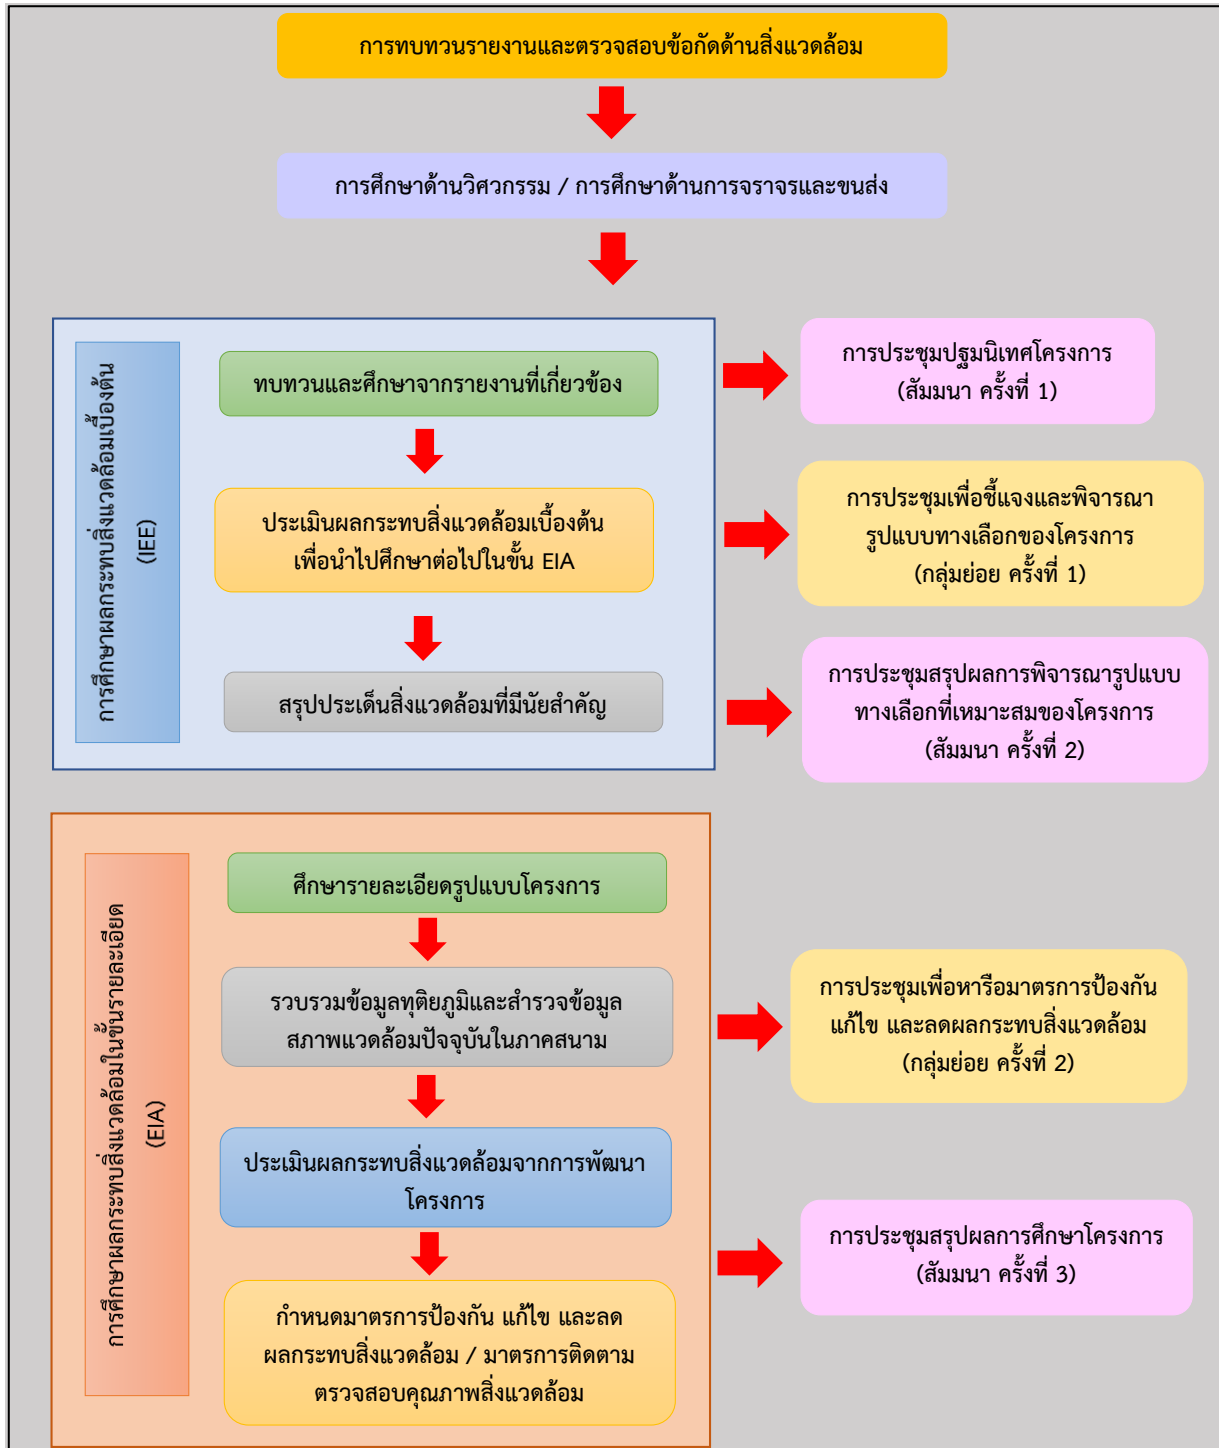 การทบทวนรายงานและตรวจสอบข้อกัดด้านสิ่งแวดล้อม
การศึกษาด้านวิศวกรรม / การศึกษาด้านการจราจรและขนส่ง
การศึกษาผลกระทบสิ่งแวดล้อมเบื้องต้น
(IEE)
ทบทวนและศึกษาจากรายงานที่เกี่ยวข้อง
การประชุมปฐมนิเทศโครงการ
(สัมมนา ครั้งที่ 1)
ประเมินผลกระทบสิ่งแวดล้อมเบื้องต้น
เพื่อนำไปศึกษาต่อไปในขั้น EIA
การประชุมเพื่อชี้แจงและพิจารณา
รูปแบบทางเลือกของโครงการ
(กลุ่มย่อย ครั้งที่ 1)
สรุปประเด็นสิ่งแวดล้อมที่มีนัยสำคัญ
การประชุมสรุปผลการพิจารณารูปแบบ
ทางเลือกที่เหมาะสมของโครงการ
(สัมมนา ครั้งที่ 2)
การศึกษาผลกระทบสิ่งแวดล้อมในขั้นรายละเอียด
(EIA)
ศึกษารายละเอียดรูปแบบโครงการ
รวบรวมข้อมูลทุติยภูมิและสำรวจข้อมูล
สภาพแวดล้อมปัจจุบันในภาคสนาม
การประชุมเพื่อหารือมาตรการป้องกัน
แก้ไข และลดผลกระทบสิ่งแวดล้อม
(กลุ่มย่อย ครั้งที่ 2)
ประเมินผลกระทบสิ่งแวดล้อมจากการพัฒนา
โครงการ
การประชุมสรุปผลการศึกษาโครงการ
(สัมมนา ครั้งที่ 3)
กำหนดมาตรการป้องกัน แก้ไข และลด
ผลกระทบสิ่งแวดล้อม / มาตรการติดตาม
ตรวจสอบคุณภาพสิ่งแวดล้อม